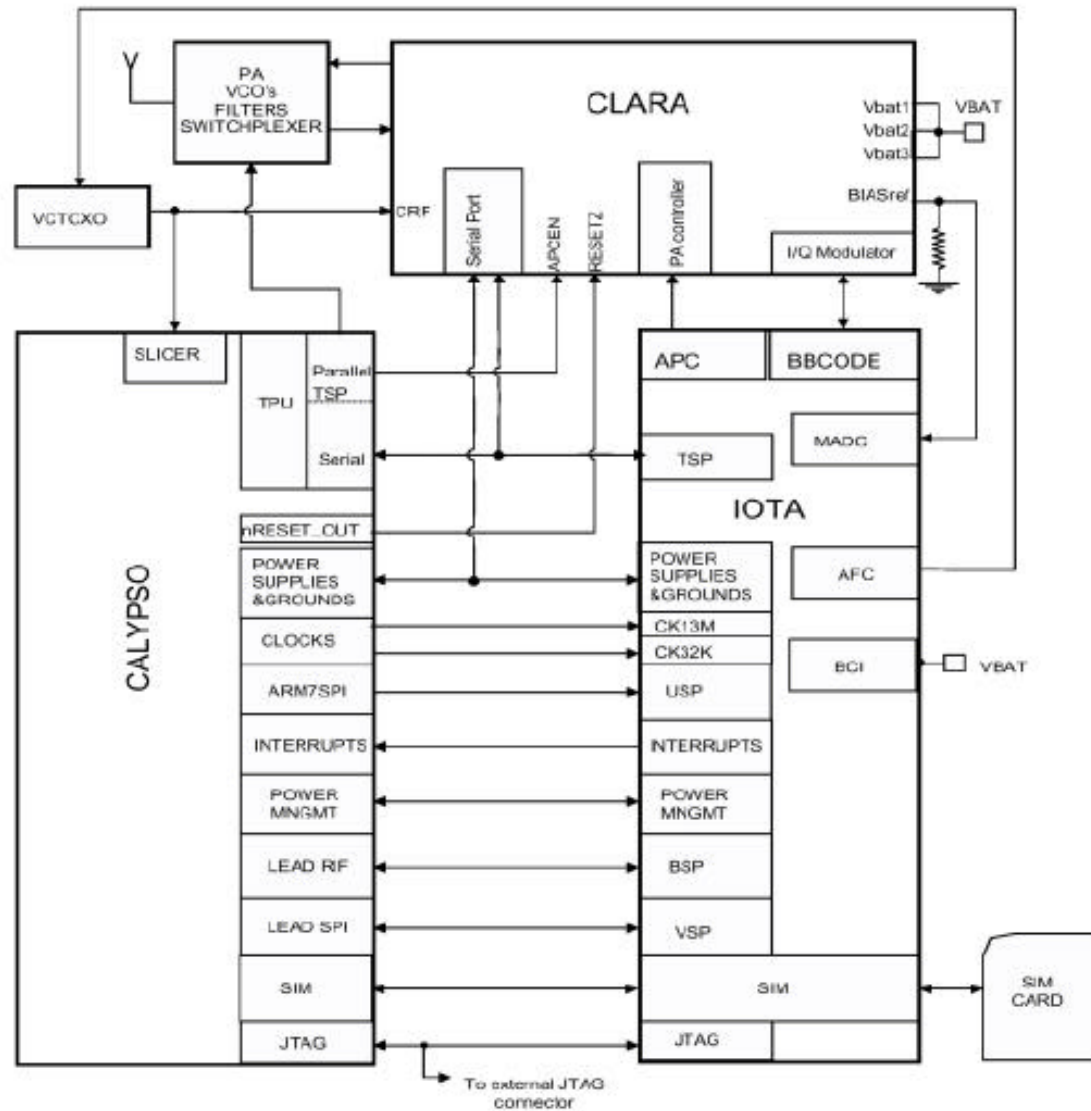 PA
VCO's
FILTERS
SWITCHPLEXER
CLARA
Vbat1
Vbat2
Vbat3
VBAT
BIASref
VCTCXO
CRF
Serial Port
APCEN
RESETZ
PA controller
I/Q Modulator
SLICER
TPU
Parallel
TSP
Serial
nRESET_OUT
POWER
SUPPLIES
&GROUNDS
CLOCKS
ARM7SPI
INTERRUPTS
POWER
MNGMT
LEAD RIF
LEAD SPI
SIM
JTAG
CALYPSO
APC
BBCODE
MADC
TSP
IOTA
POWER
SUPPLIES
&GROUNDS
AFC
CK13M
CK32K
BCI
VBAT
USP
INTERRUPTS
POWER
MNGMT
BSP
VSP
SIM
JTAG
SIM
CARD
To external JTAG
connector